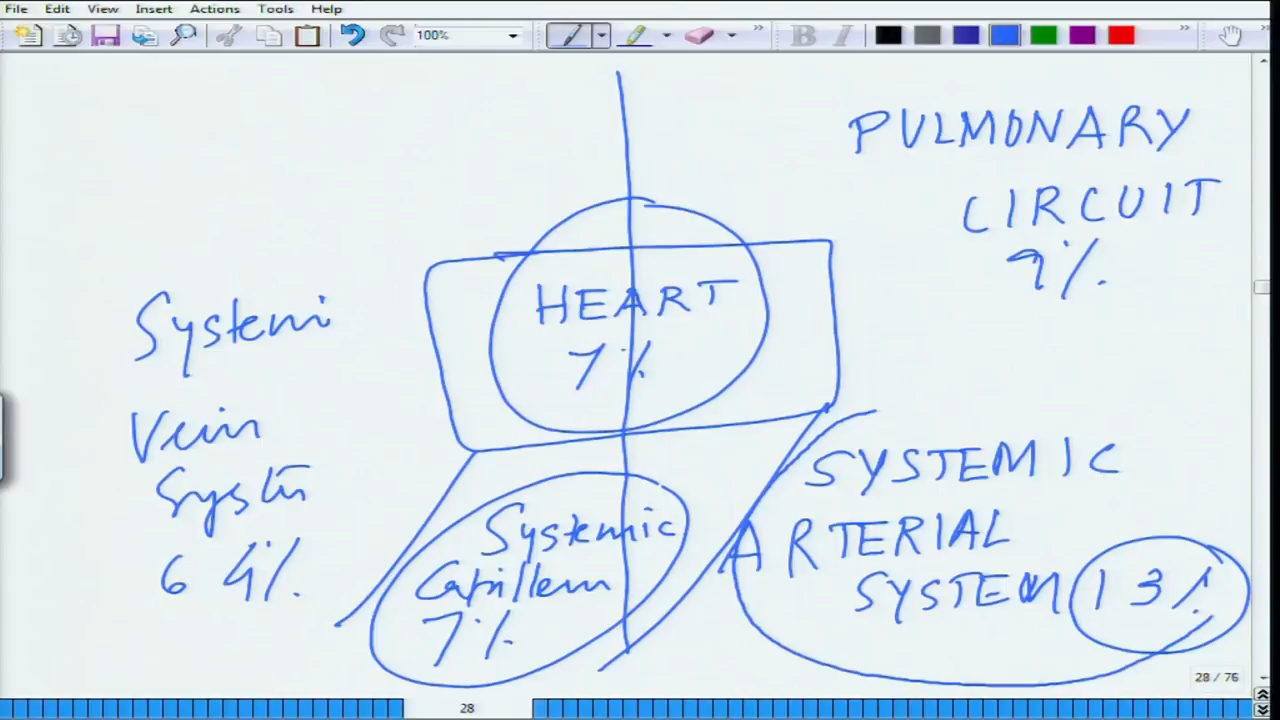 File Edit View Insert Actions Tools Help
100%
PULMONARY
CIRCUIT
9%
HEART
7%
Systemi
Vein
System
64%.
Systemic
7%
SYSTEMIC
ARTERIAL
SYSTEM 13%
28 / 76
28